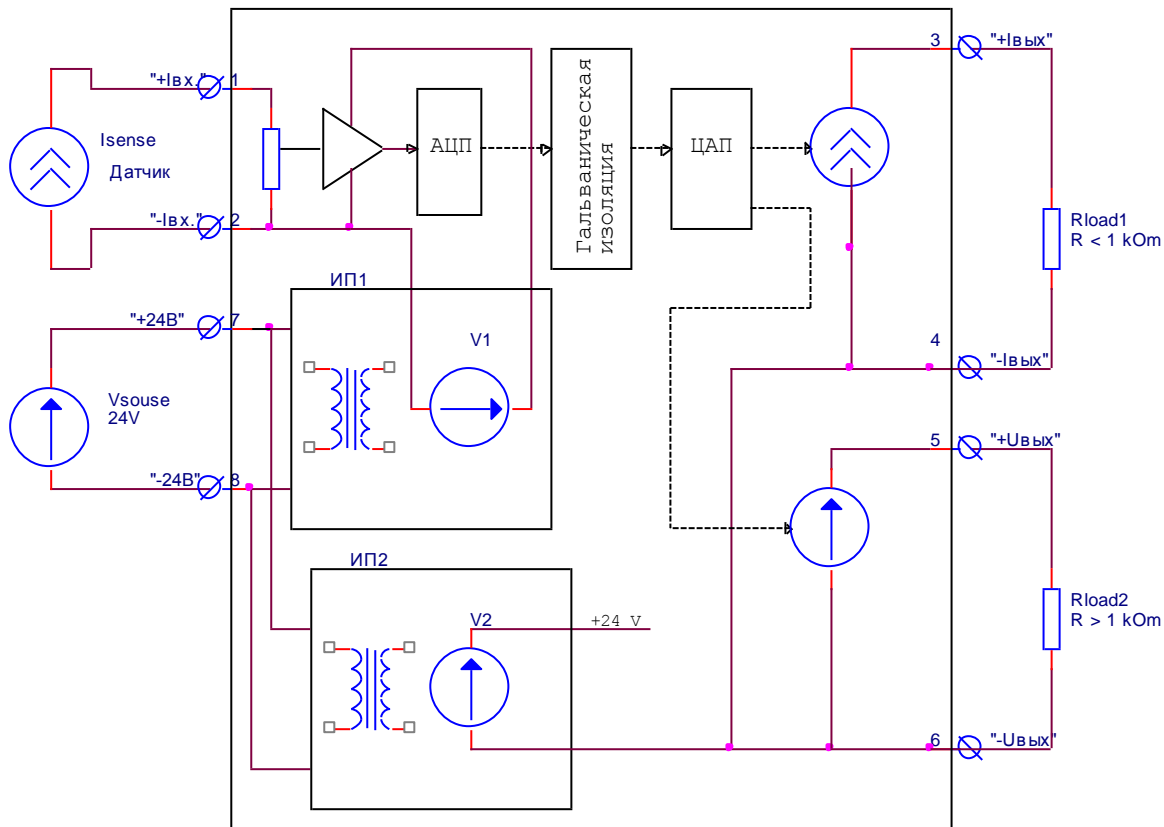 "+Iвх."
1
Isense
Датчик
"-Iвх."
2
АЦП
Гальваническая
изоляция
ЦАП
3
"+Iвых"
Rload1
R < 1 kOm
4
"-Iвых"
"+24В"
7
Vsouse
24V
"-24В"
8
ИП1
V1
5
"+Uвых"
ИП2
V2
+24 V
Rload2
R > 1 kOm
6
"-Uвых"